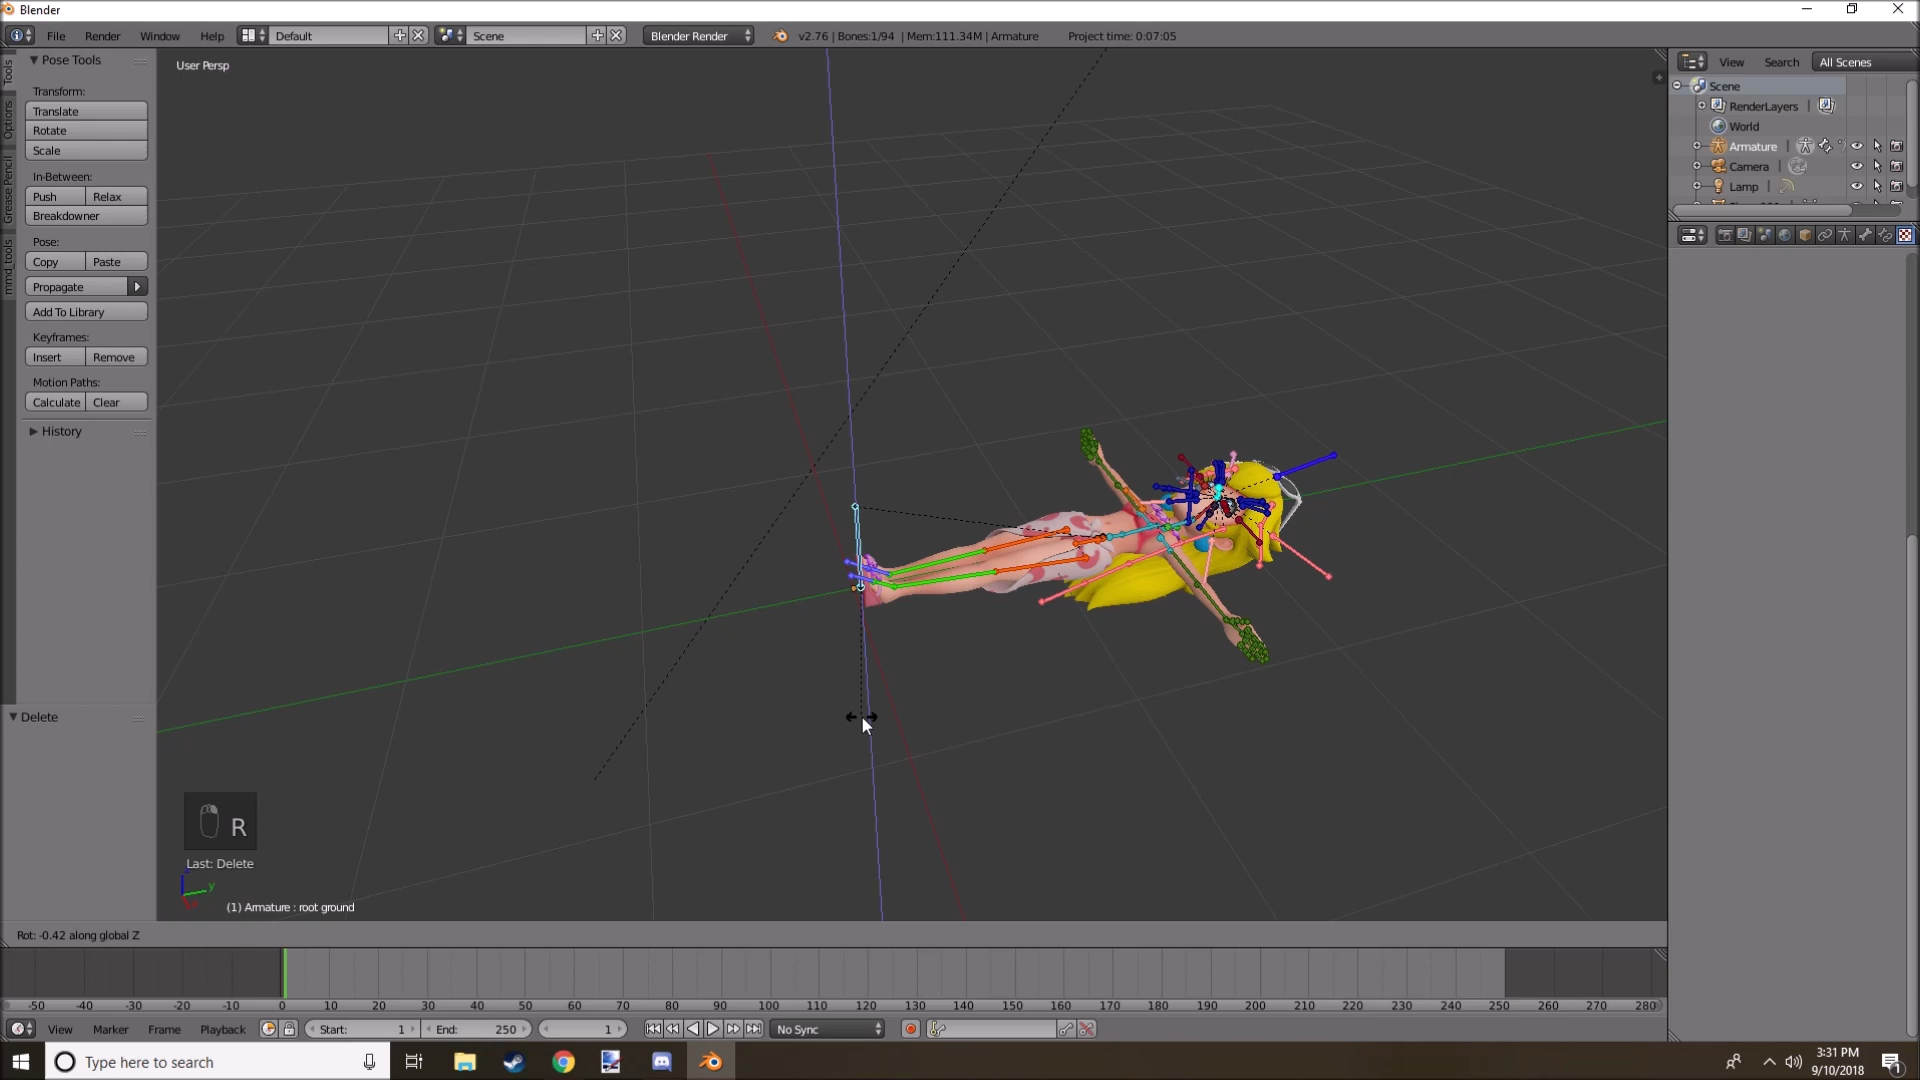 Blender
File Render Window Help Default Scene Blender Render v2.76 | Bones:1/94 | Mem:111.34M | Armature Project time: 0:07:05
Pose Tools
Transform:
Translate
Rotate
Scale
In-Between:
Push Relax
Breakdowner
Pose:
Copy Paste
Propagate
Add To Library
Keyframes:
Insert Remove
Motion Paths:
Calculate Clear
History
Delete
Tools
Options
Grease Pencil
mmd_tools
User Persp
View Search All Scenes
Scene
RenderLayers |
World
Armature |
Camera |
Lamp |
R
Last: Delete
y
(1) Armature : root ground
Rot: -0.42 along global Z
-50 -40 -30 -20 -10 0 10 20 30 40 50 60 70 80 90 100 110 120 130 140 150 160 170 180 190 200 210 220 230 240 250 260 270 280
View Marker Frame Playback Start: 1 End: 250 1 No Sync
Type here to search
3:31 PM
9/10/2018
1